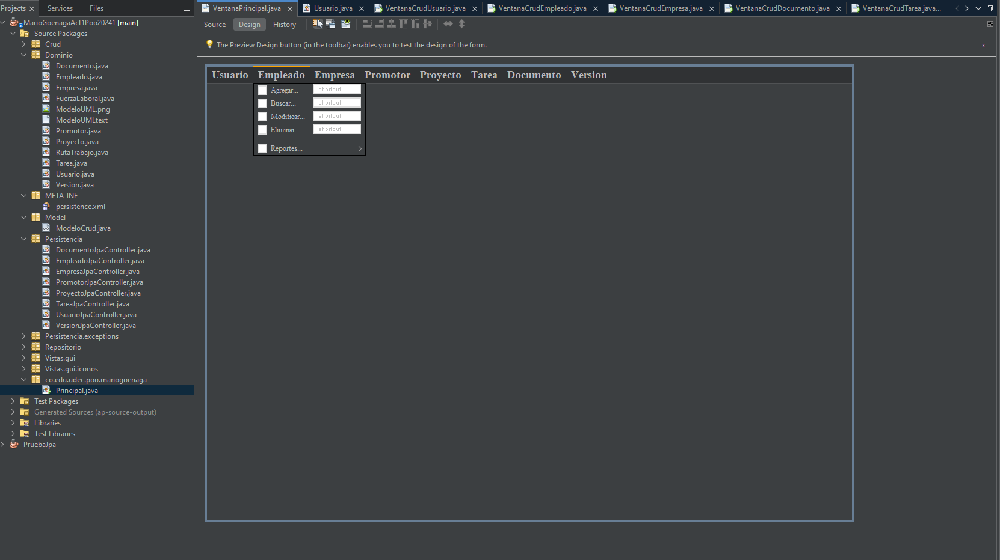 Projects Services Files
MarioGoenagaAct1Poo20241 [main]
Source Packages
Crud
Dominio
Documento.java
Empleado.java
Empresa.java
FuerzaLaboral.java
ModeloUML.png
ModeloUMLtext
Promotor.java
Proyecto.java
RutaTrabajo.java
Tarea.java
Usuario.java
Version.java
META-INF
persistence.xml
Model
ModeloCrud.java
Persistencia
DocumentoJpaController.java
EmpleadoJpaController.java
EmpresaJpaController.java
PromotorJpaController.java
ProyectoJpaController.java
TareaJpaController.java
UsuarioJpaController.java
VersionJpaController.java
Persistencia.exceptions
Repositorio
Vistas.gui
Vistas.gui.iconos
co.edu.udec.poo.mariogoenaga
Principal.java
Test Packages
Generated Sources (ap-source-output)
Libraries
Test Libraries
PruebaJpa
VentanaPrincipal.java Usuario.java VentanaCrudUsuario.java VentanaCrudEmpleado.java VentanaCrudEmpresa.java VentanaCrudDocumento.java VentanaCrudTarea.java...
Source Design History
The Preview Design button (in the toolbar) enables you to test the design of the form. x
Usuario Empleado Empresa Promotor Proyecto Tarea Documento Version
Agregar... shortcut
Buscar... shortcut
Modificar... shortcut
Eliminar... shortcut
Reportes...